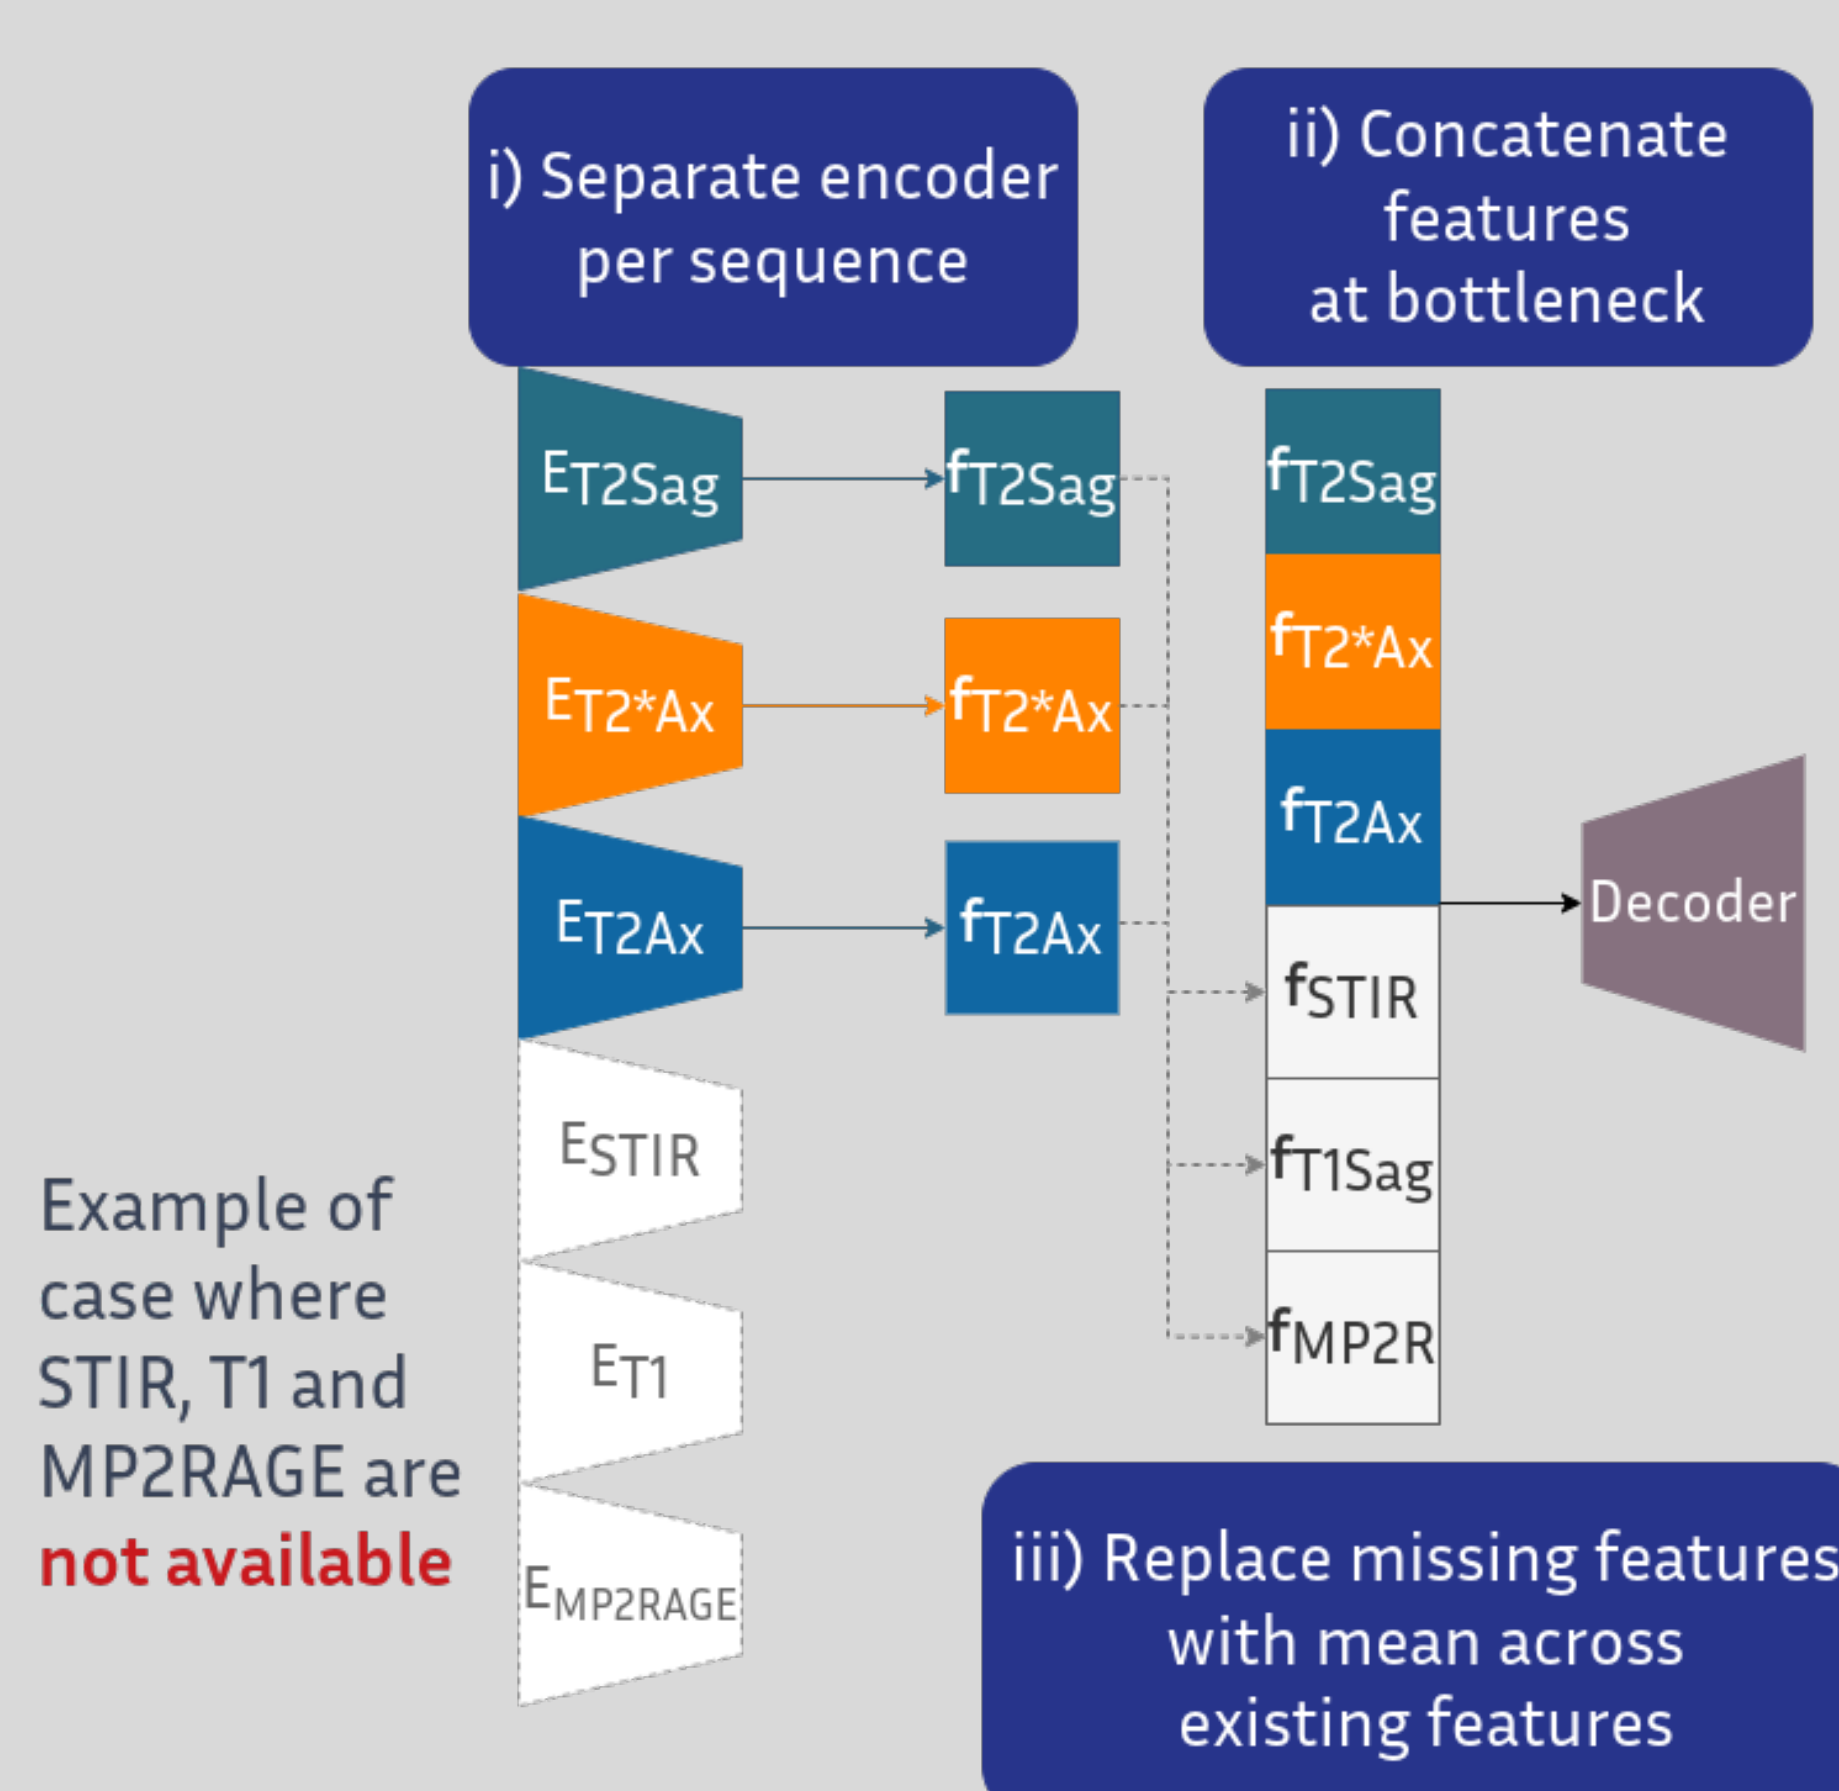 i) Separate encoder
per sequence
ii) Concatenate
features
at bottleneck
ET2Sag
fT2Sag
fT2Sag
ET2*Ax
fT2*Ax
fT2*Ax
ET2Ax
fT2Ax
fT2Ax
Decoder
ESTIR
fSTIR
ET1
fT1Sag
EMP2RAGE
fMP2R
Example of
case where
STIR, T1 and
MP2RAGE are
not available
iii) Replace missing features
with mean across
existing features